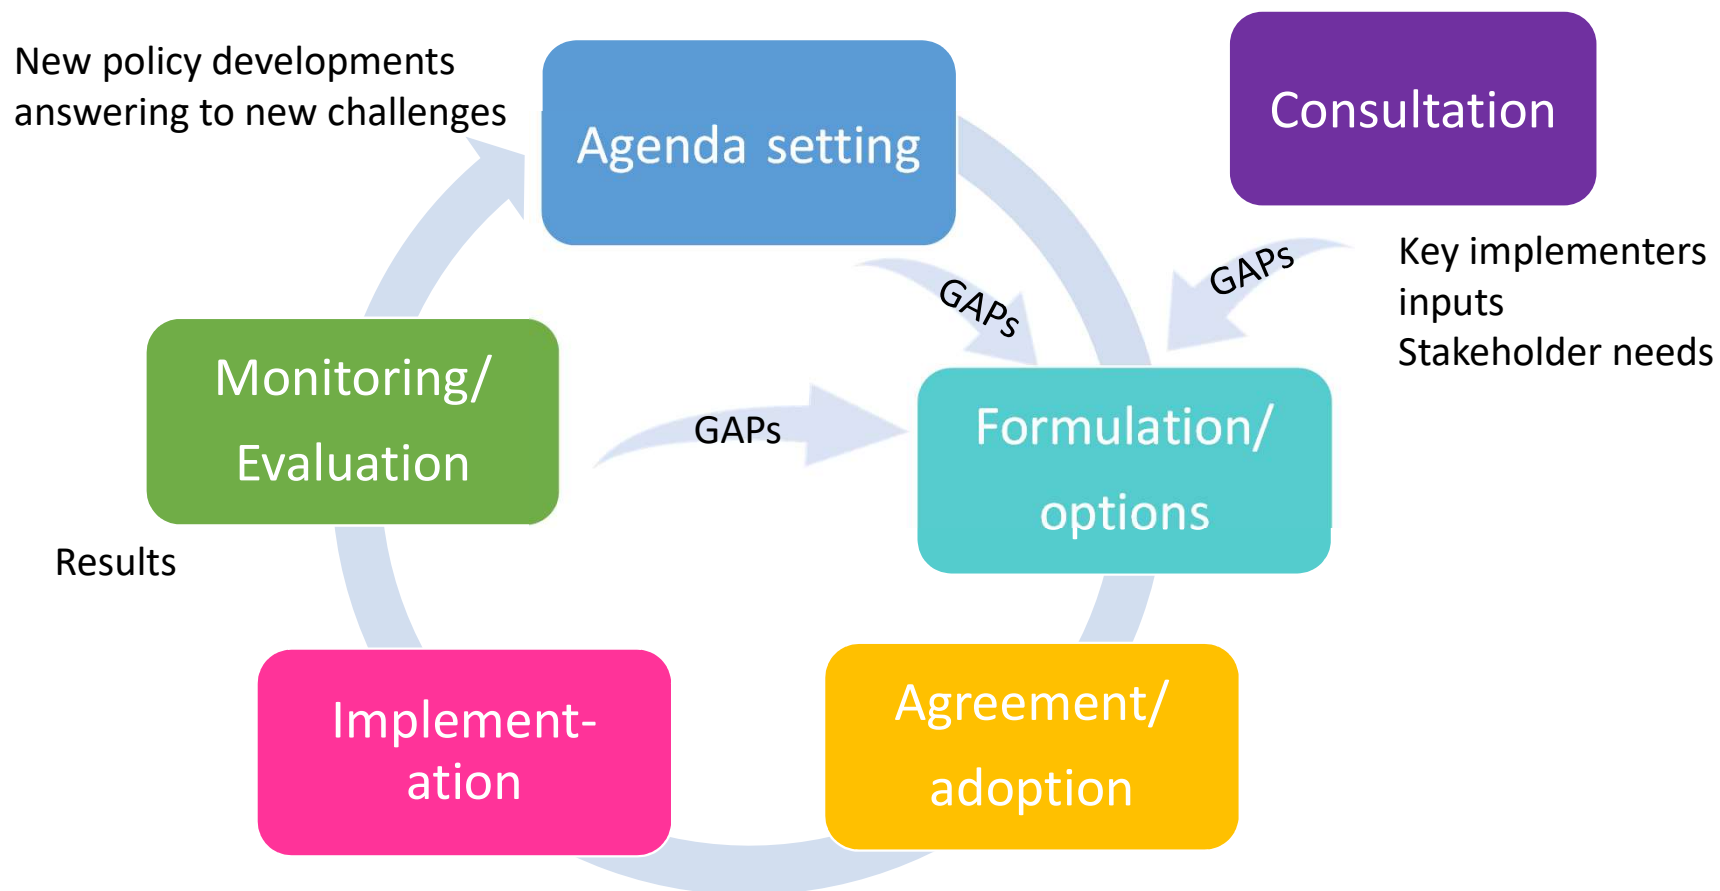 New policy developments
answering to new challenges
Agenda setting
Consultation
GAPs
GAPs
Key implementers
inputs
Stakeholder needs
Monitoring/
Evaluation
GAPs
Formulation/
options
Results
Implement-
ation
Agreement/
adoption